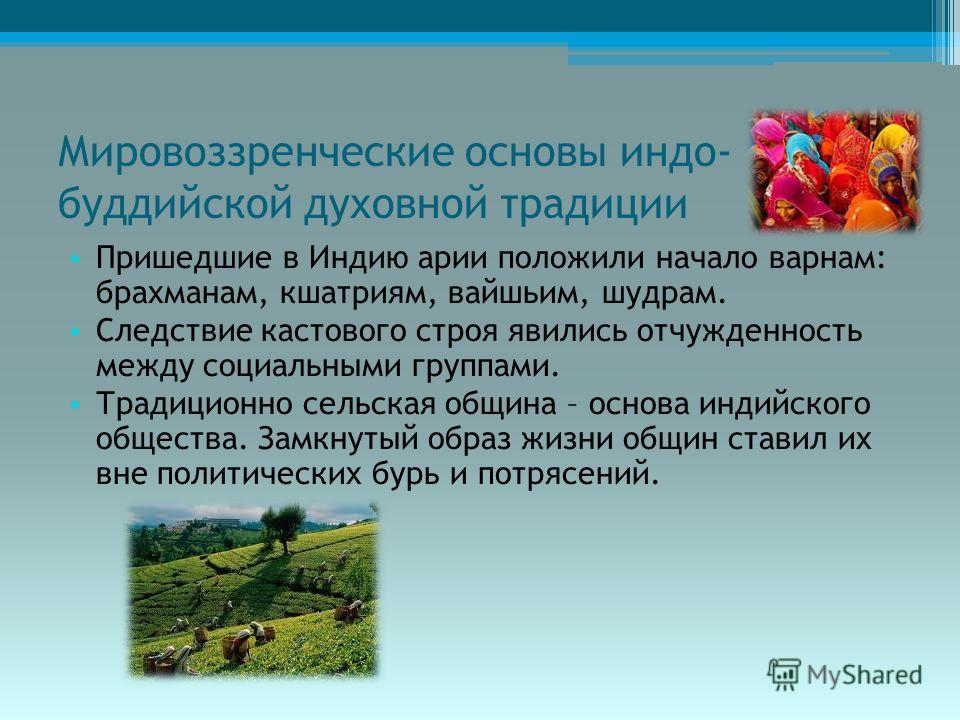 Мировоззренческие основы индо-
буддийской духовной традиции
• Пришедшие в Индию арии положили начало варнам:
брахманам, кшатриям, вайшьим, шудрам.
• Следствие кастового строя явились отчужденность
между социальными группами.
• Традиционно сельская община – основа индийского
общества. Замкнутый образ жизни общин ставил их
вне политических бурь и потрясений.
MyShared